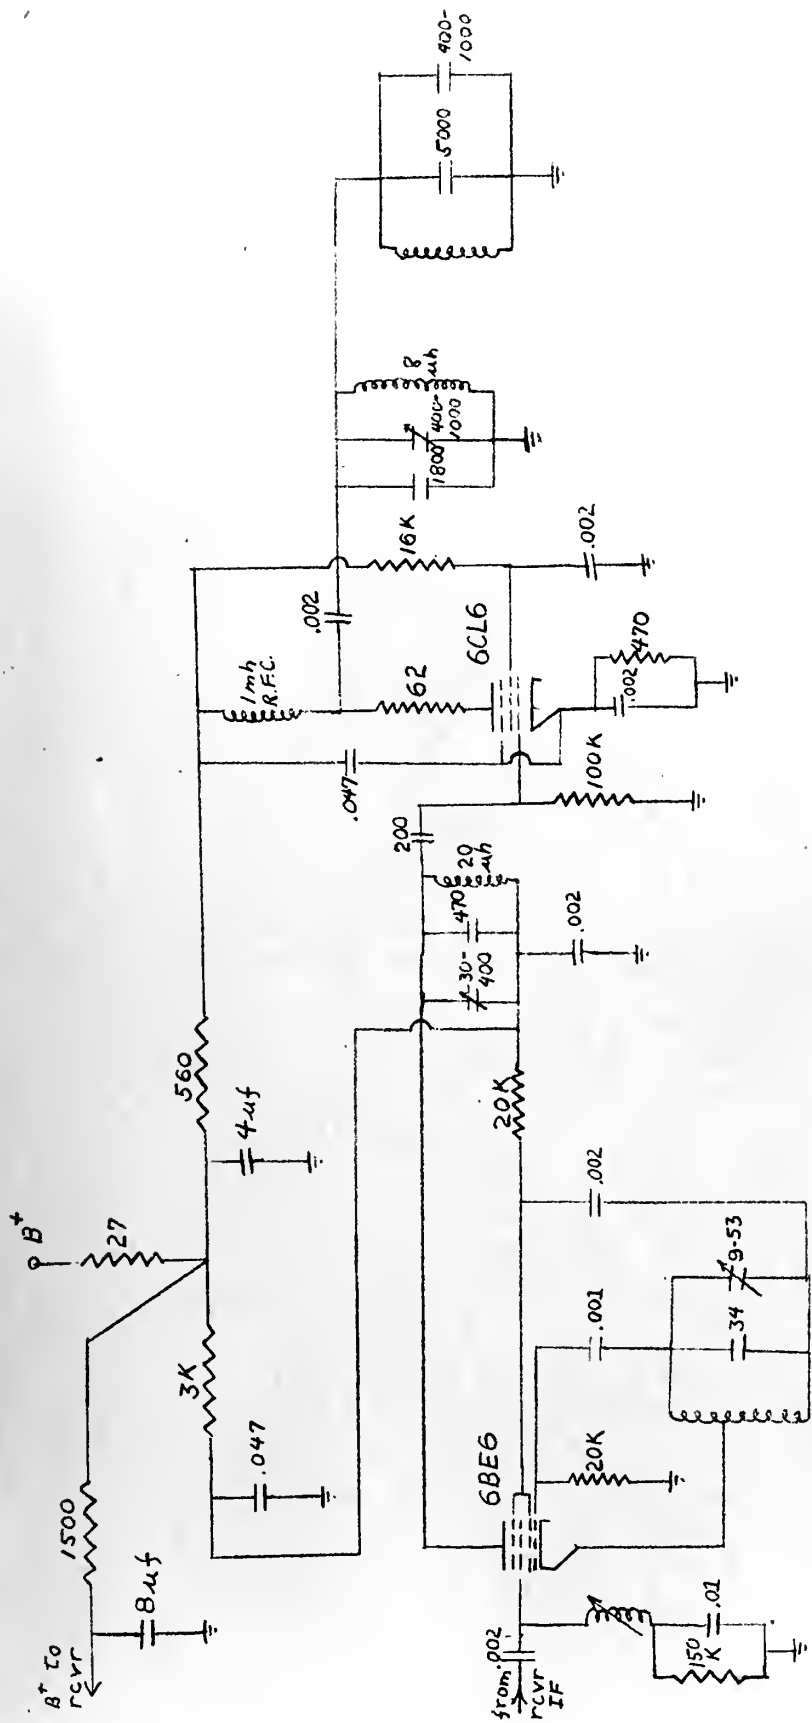 B+ to
rcvr
8uf
1500
B+
27
3K
.047
4uf
560
.047
1mh
R.F.C.
.002
16K
62
6CL6
.002
470
.002
100K
200
20
uh
470
30-
400
.002
1800
400-
1000
8
uh
5000
400-
1000
from
rcvr
IF
.002
150
K
.01
6BE6
20K
.001
34
9-53
.002
20K